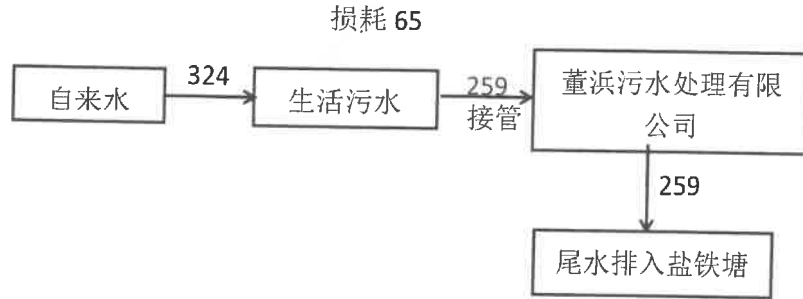 损耗 65
324
自来水
生活污水
259
接管
董浜污水处理有限
公司
259
尾水排入盐铁塘